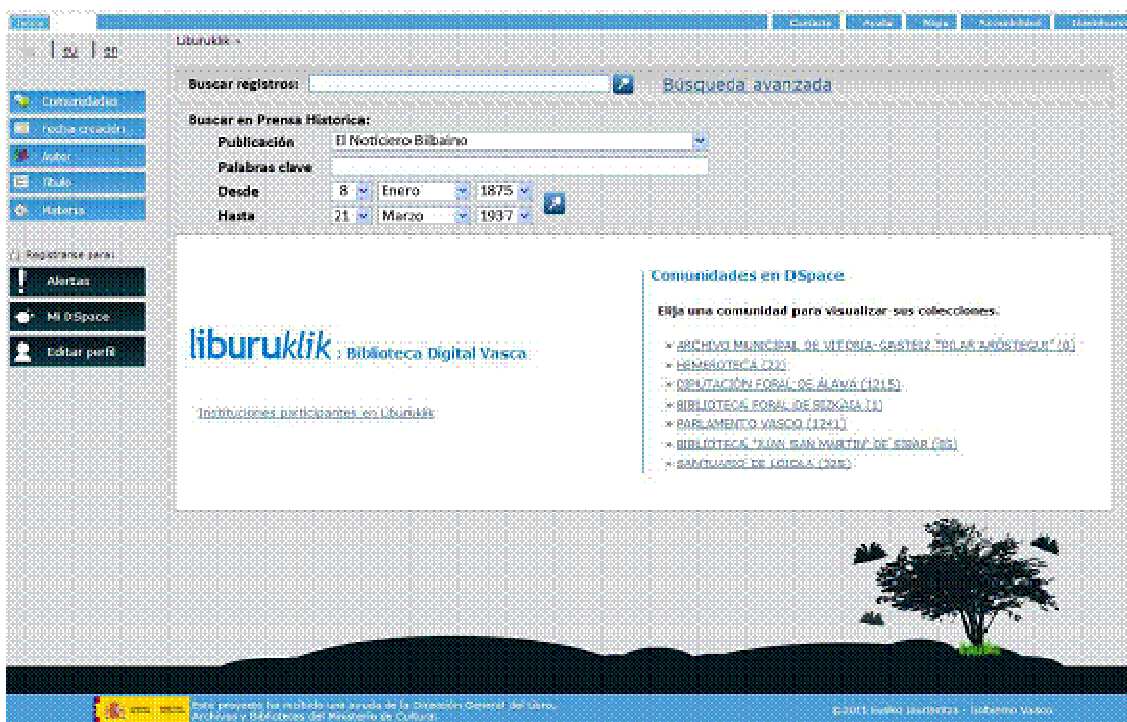 Inicio
Contacto Ayuda Mapa Accesibilidad
eu | en
Liburuklik »
Buscar registros:
Búsqueda avanzada
Comunidades
Fecha creación
Autor
Título
Materia
Buscar en Prensa Historica:
Publicación El Noticiero Bilbaino
Palabras clave
Desde 8 Enero 1875
Hasta 21 Marzo 1937
Registrarse para:
Alertas
Mi DSpace
Editar perfil
liburuklik : Biblioteca Digital Vasca
Instituciones participantes en Liburuklik
Comunidades en DSpace
Elija una comunidad para visualizar sus colecciones.
» ARCHIVO MUNICIPAL DE VITORIA-GASTEIZ "PILAR ARÓSTEGUI" (0)
» HEMEROTECA (22)
» DIPUTACIÓN FORAL DE ÁLAVA (1215)
» BIBLIOTECA FORAL DE BIZKAIA (1)
» PARLAMENTO VASCO (1241)
» BIBLIOTECA "JUAN SAN MARTIN" DE EIBAR
» SANTUARIO DE LOIOLA
Este proyecto ha recibido una ayuda de la Dirección General del Libro,
Archivos y Bibliotecas del Ministerio de Cultura.
© 2011 Eusko Jaurlaritza - Gobierno Vasco